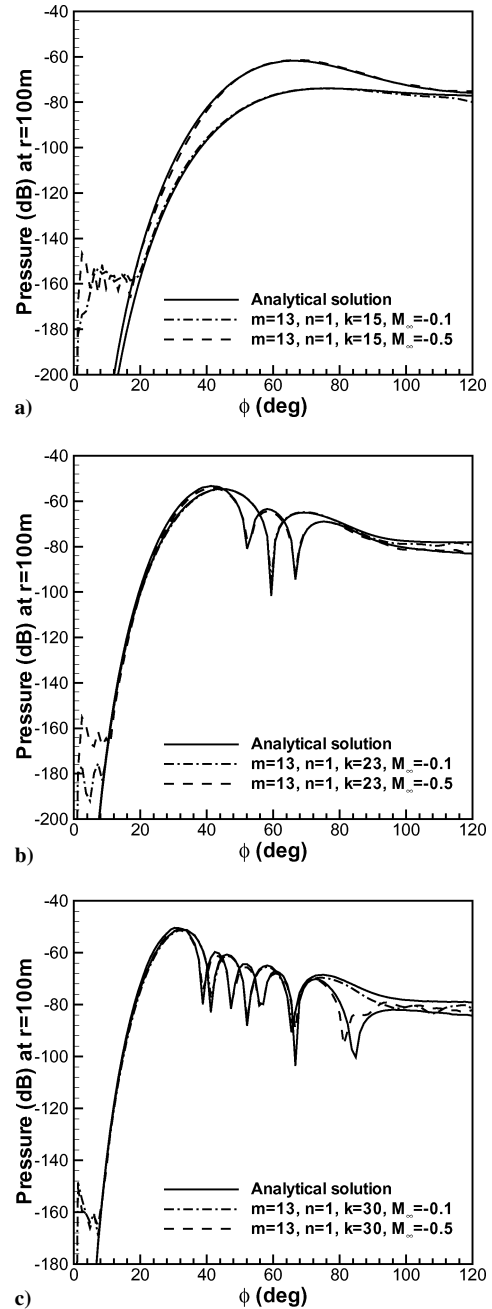 -40
-60
-80
-100
-120
-140
-160
-180
-200
Pressure (dB) at r=100m
Analytical solution
m=13, n=1, k=15, M∞=-0.1
m=13, n=1, k=15, M∞=-0.5
0 20 40 60 80 100 120
ϕ (deg)
a)
-40
-60
-80
-100
-120
-140
-160
-180
-200
Pressure (dB) at r=100m
Analytical solution
m=13, n=1, k=23, M∞=-0.1
m=13, n=1, k=23, M∞=-0.5
0 20 40 60 80 100 120
ϕ (deg)
b)
-40
-60
-80
-100
-120
-140
-160
-180
Pressure (dB) at r=100m
Analytical solution
m=13, n=1, k=30, M∞=-0.1
m=13, n=1, k=30, M∞=-0.5
0 20 40 60 80 100 120
ϕ (deg)
c)